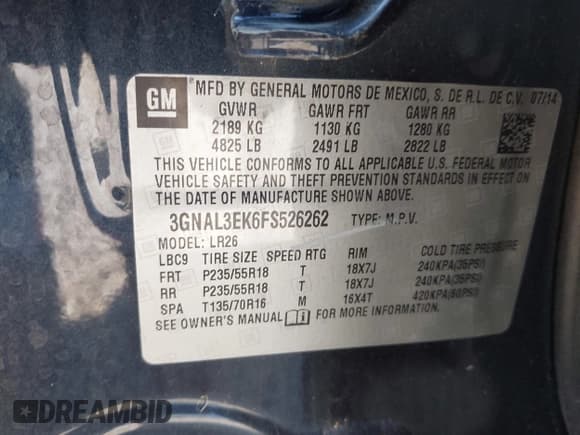 GM
MFD BY GENERAL MOTORS DE MEXICO, S. DE R.L. DE C.V. 07/14
GVWR GAWR FRT GAWR RR
2189 KG 1130 KG 1280 KG
4825 LB 2491 LB 2822 LB
THIS VEHICLE CONFORMS TO ALL APPLICABLE U.S. FEDERAL MOTOR
VEHICLE SAFETY AND THEFT PREVENTION STANDARDS IN EFFECT ON
THE DATE OF MANUFACTURE SHOWN ABOVE.
3GNAL3EK6FS526262 TYPE: M.P.V.
MODEL: LR26
LBC9 TIRE SIZE SPEED RTG RIM COLD TIRE PRESSURE
FRT P235/55R18 T 18X7J 240KPA(35PSI)
RR P235/55R18 T 18X7J 240KPA(35PSI)
SPA T135/70R16 M 16X4T 420KPA(60PSI)
SEE OWNER'S MANUAL FOR MORE INFORMATION.
DREAMBID